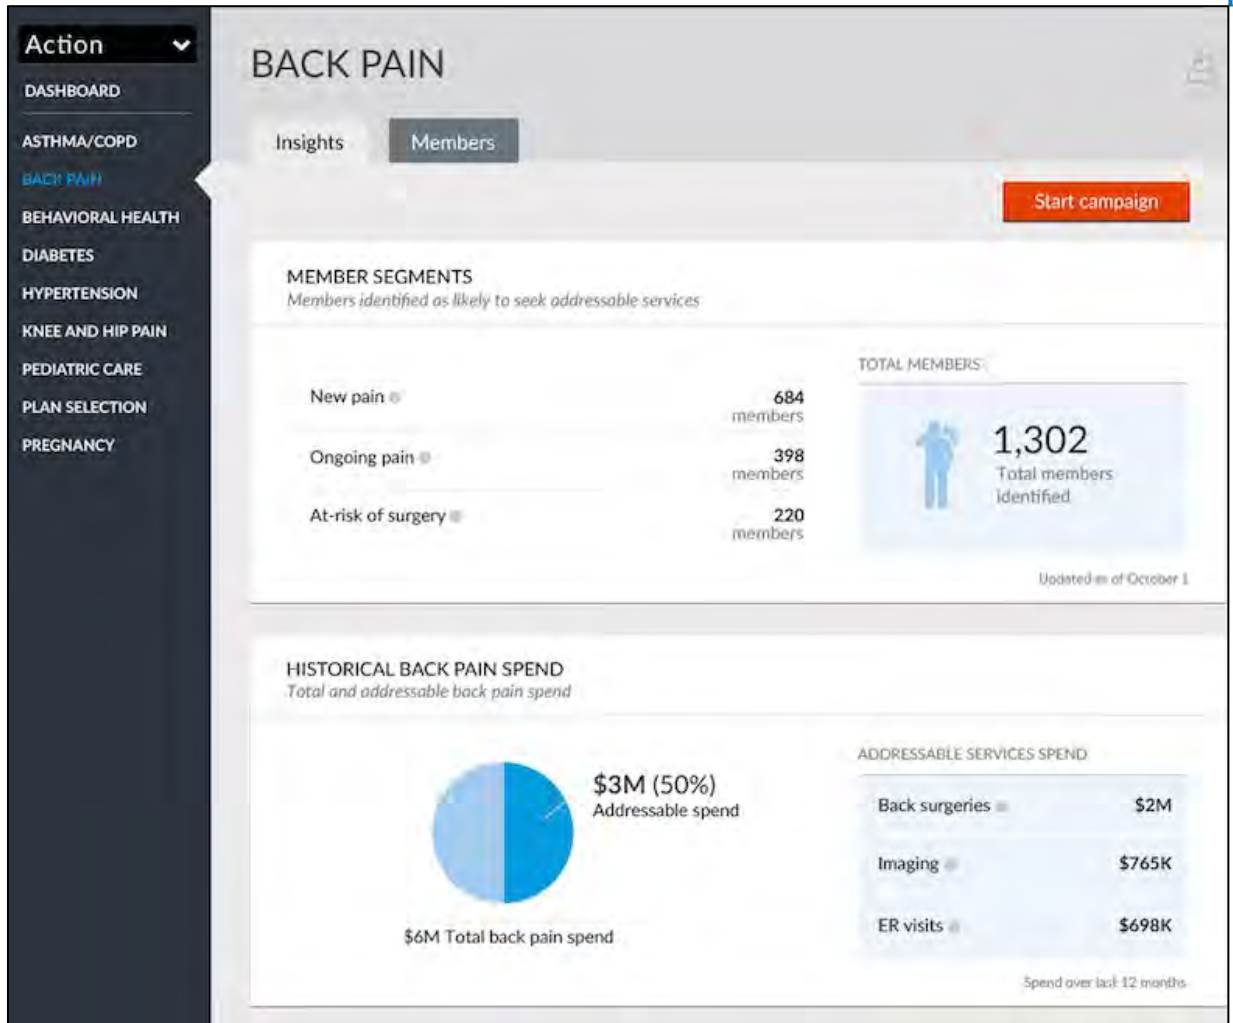 Action
DASHBOARD
ASTHMA/COPD
BACK PAIN
BEHAVIORAL HEALTH
DIABETES
HYPERTENSION
KNEE AND HIP PAIN
PEDIATRIC CARE
PLAN SELECTION
PREGNANCY
BACK PAIN
Insights
Members
Start campaign
MEMBER SEGMENTS
Members identified as likely to seek addressable services
New pain
684
members
Ongoing pain
398
members
At-risk of surgery
220
members
TOTAL MEMBERS
1,302
Total members
identified
Updated as of October 1
HISTORICAL BACK PAIN SPEND
Total and addressable back pain spend
$3M (50%)
Addressable spend
$6M Total back pain spend
ADDRESSABLE SERVICES SPEND
Back surgeries
$2M
Imaging
$765K
ER visits
$698K
Spend over last 12 months